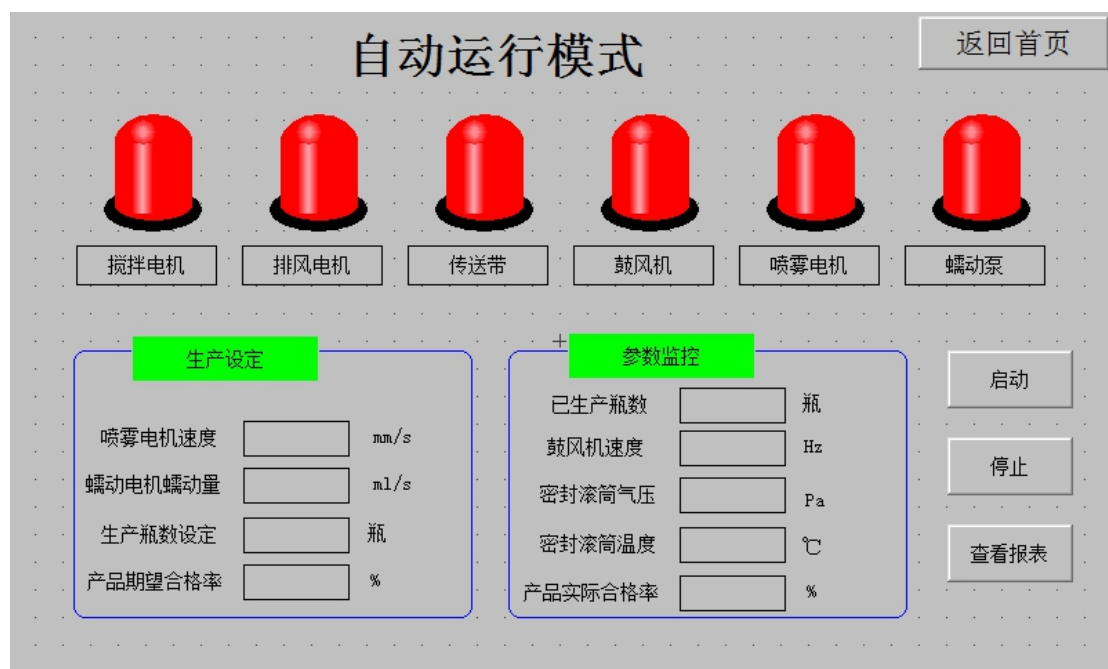 自动运行模式
返回首页
搅拌电机
排风电机
传送带
鼓风机
喷雾电机
蠕动泵
生产设定
喷雾电机速度 mm/s
蠕动电机蠕动量 ml/s
生产瓶数设定 瓶
产品期望合格率 %
参数监控
已生产瓶数 瓶
鼓风机速度 Hz
密封滚筒气压 Pa
密封滚筒温度 ℃
产品实际合格率 %
启动
停止
查看报表